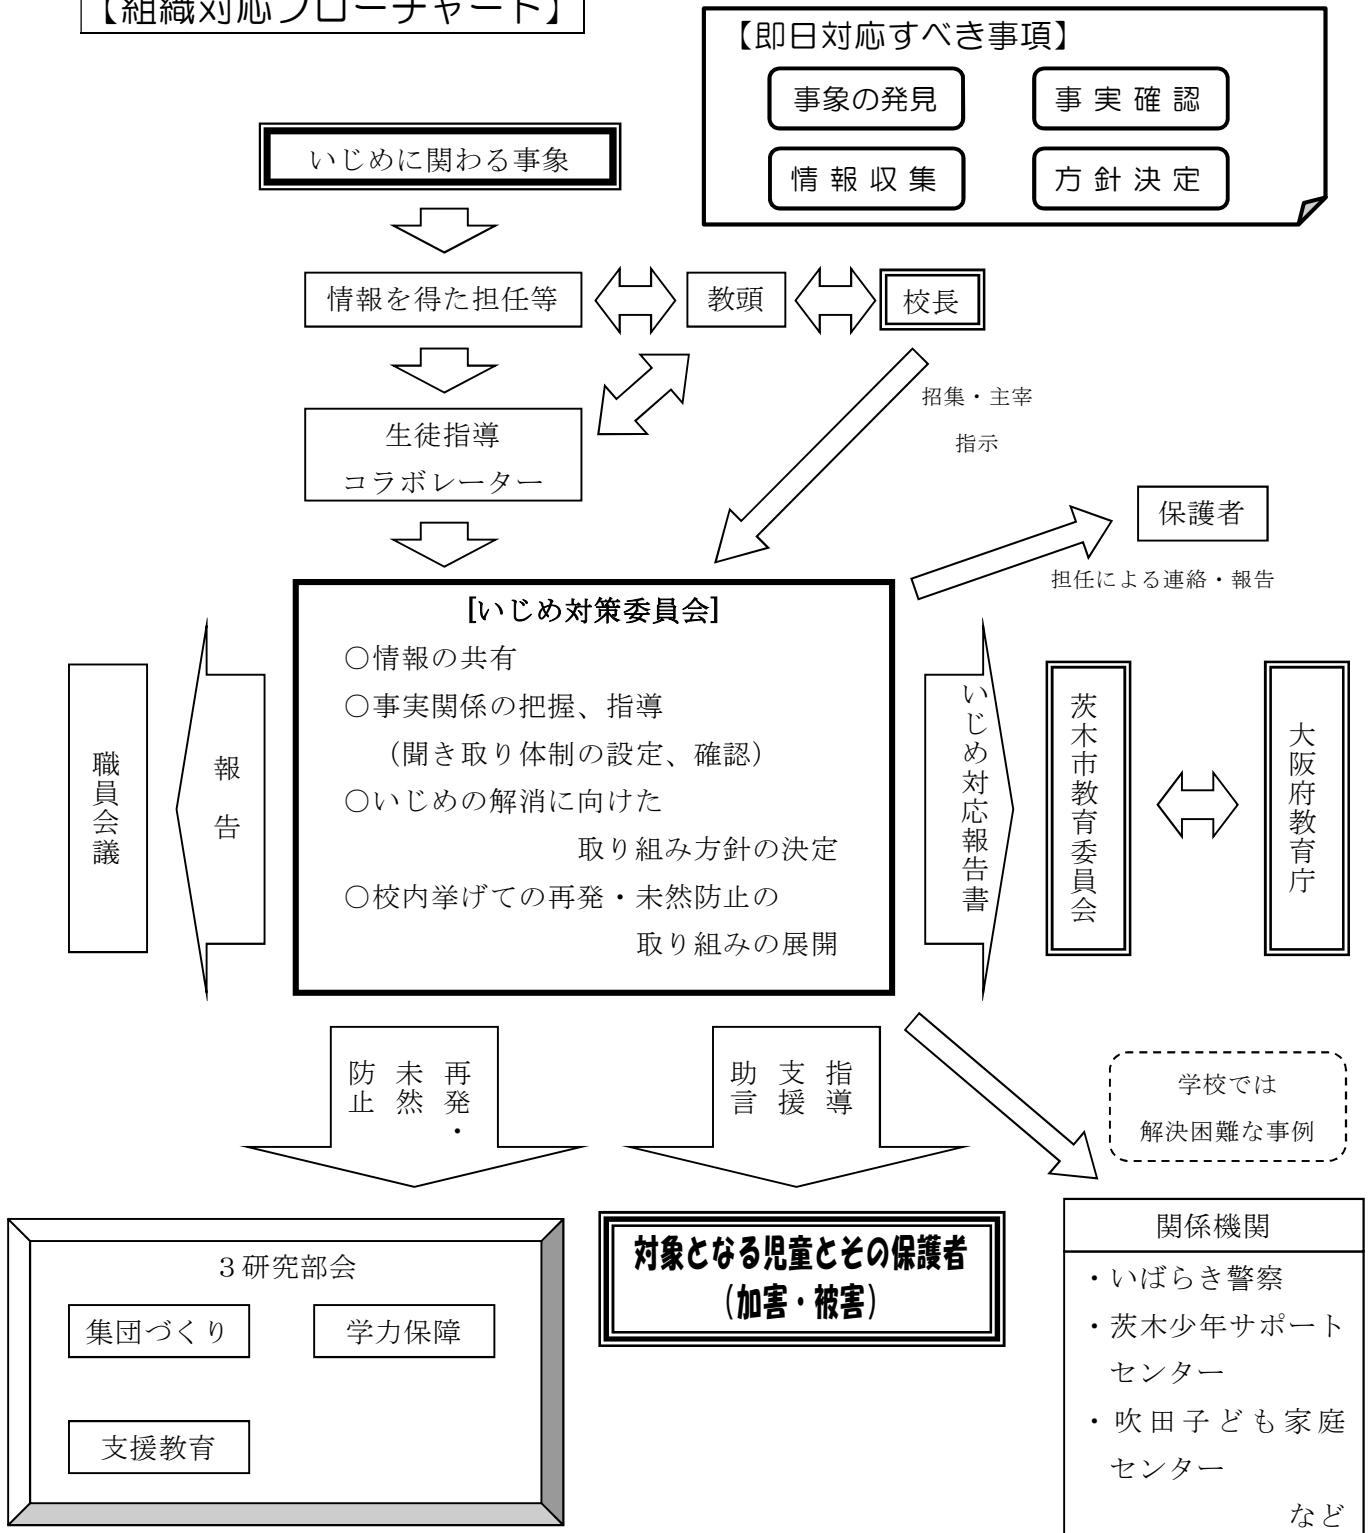 【組織対応フローチャート】
【即日対応すべき事項】
事象の発見
事実確認
情報収集
方針決定
いじめに関わる事象
情報を得た担任等
教頭
校長
招集・主宰
指示
生徒指導
コラボレーター
保護者
担任による連絡・報告
[いじめ対策委員会]
○情報の共有
○事実関係の把握、指導
（聞き取り体制の設定、確認）
○いじめの解消に向けた
取り組み方針の決定
○校内挙げての再発・未然防止の
取り組みの展開
職員会議
報告
いじめ対応報告書
茨木市教育委員会
大阪府教育庁
再発・
未然
防止
指導
支援
助言
学校では
解決困難な事例
３研究部会
集団づくり
学力保障
支援教育
対象となる児童とその保護者
（加害・被害）
関係機関
・いばらき警察
・茨木少年サポート
センター
・吹田子ども家庭
センター
など